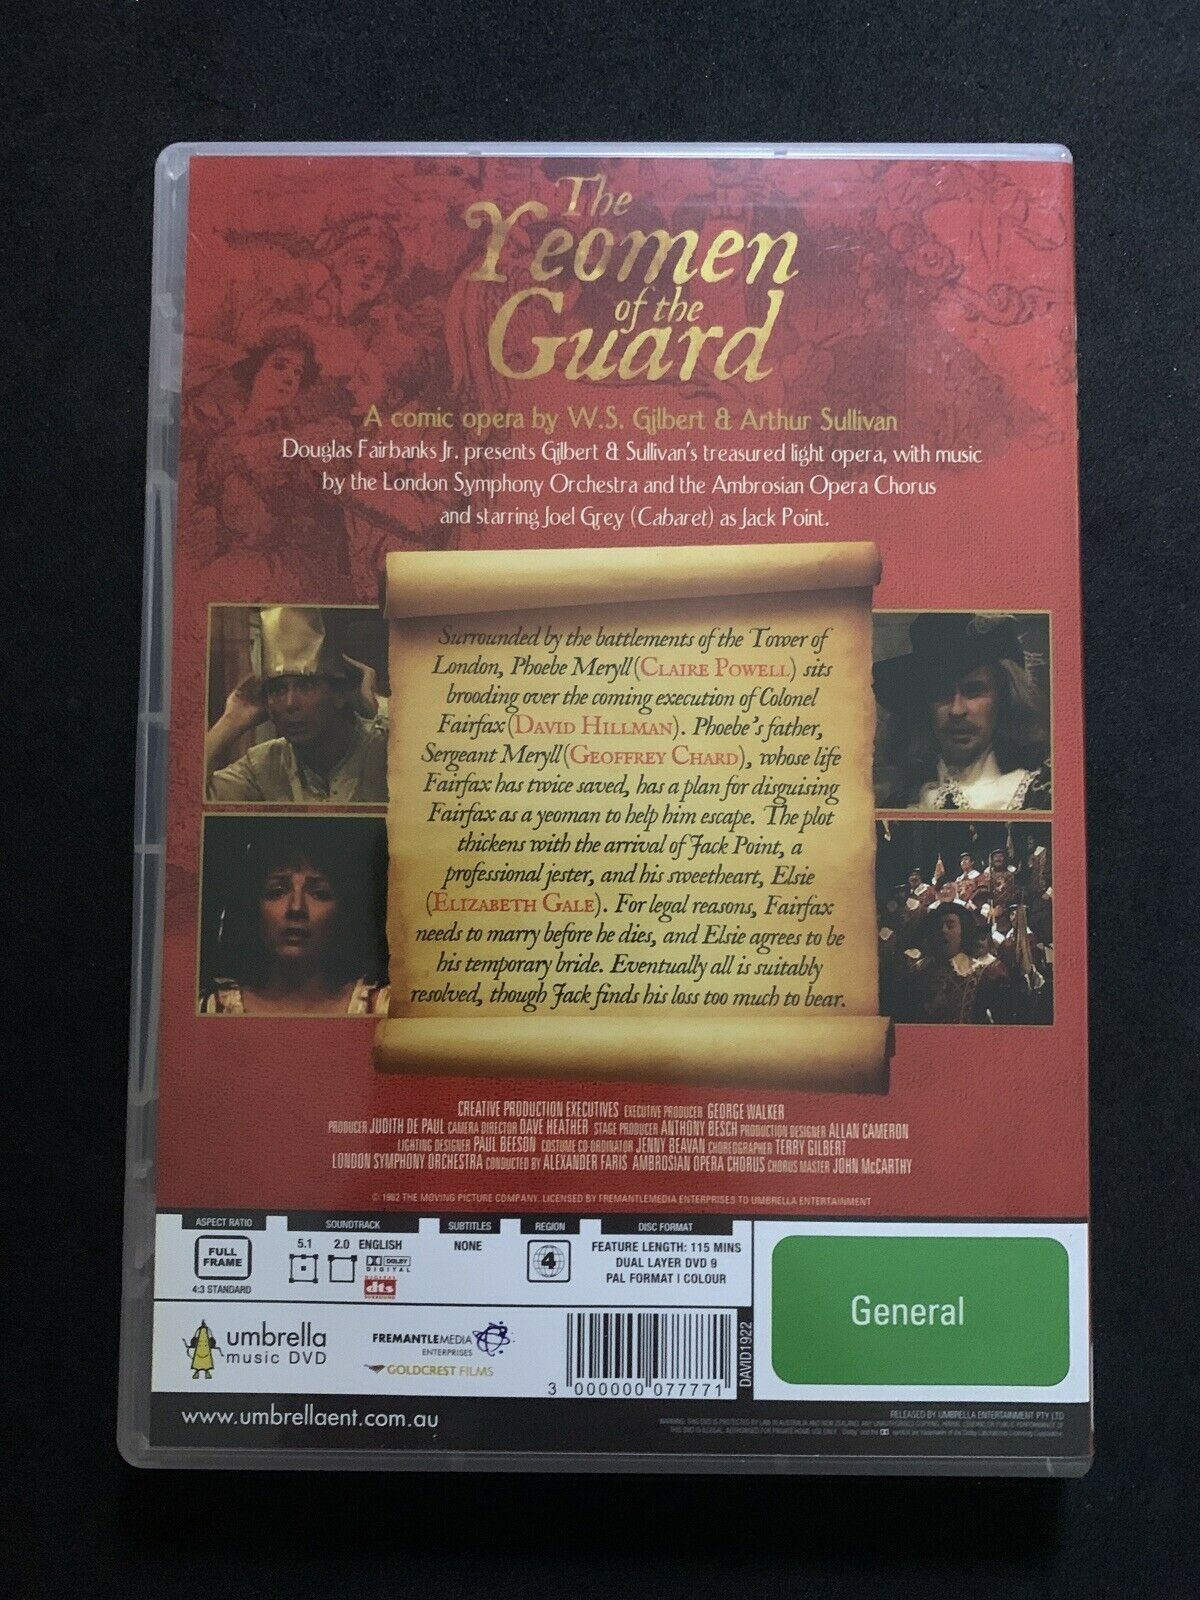 The
Yeomen
of the
Guard
A comic opera by W.S. Gilbert & Arthur Sullivan
Douglas Fairbanks Jr. presents Gilbert & Sullivan's treasured light opera, with music
by the London Symphony Orchestra and the Ambrosian Opera Chorus
and starring Joel Grey (Cabaret) as Jack Point.
Surrounded by the battlements of the Tower of
London, Phoebe Meryll (CLAIRE POWELL) sits
brooding over the coming execution of Colonel
Fairfax (DAVID HILLMAN). Phoebe's father,
Sergeant Meryll (GEOFFREY CHARD), whose life
Fairfax has twice saved, has a plan for disguising
Fairfax as a yeoman to help him escape. The plot
thickens with the arrival of Jack Point, a
professional jester, and his sweetheart, Elsie
(ELIZABETH GALE). For legal reasons, Fairfax
needs to marry before he dies, and Elsie agrees to be
his temporary bride. Eventually all is suitably
resolved, though Jack finds his loss too much to bear.
CREATIVE PRODUCTION EXECUTIVES EXECUTIVE PRODUCER GEORGE WALKER
PRODUCER JUDITH DE PAUL CAMERA DIRECTOR DAVE HEATHER STAGE PRODUCER ANTHONY BESCH PRODUCTION DESIGNER ALLAN CAMERON
LIGHTING DESIGNER PAUL BEESON COSTUME CO-ORDINATOR JENNY BEAVAN CHOREOGRAPHER TERRY GILBERT
LONDON SYMPHONY ORCHESTRA CONDUCTED BY ALEXANDER FARIS AMBROSIAN OPERA CHORUS CHORUS MASTER JOHN McCARTHY
© 1982 THE MOVING PICTURE COMPANY. LICENSED BY FREMANTLEMEDIA ENTERPRISES TO UMBRELLA ENTERTAINMENT
ASPECT RATIO
FULL
FRAME
4:3 STANDARD
SOUNDTRACK
5.1 2.0 ENGLISH
DOLBY
DIGITAL
DIGITAL
dts
SURROUND
SUBTITLES
NONE
REGION
4
DISC FORMAT
FEATURE LENGTH: 115 MINS
DUAL LAYER DVD 9
PAL FORMAT | COLOUR
General
umbrella
music DVD
FREMANTLEMEDIA
ENTERPRISES
GOLDCREST FILMS
3 000000 077771
DAVID1922
www.umbrellaent.com.au
RELEASED BY UMBRELLA ENTERTAINMENT PTY LTD